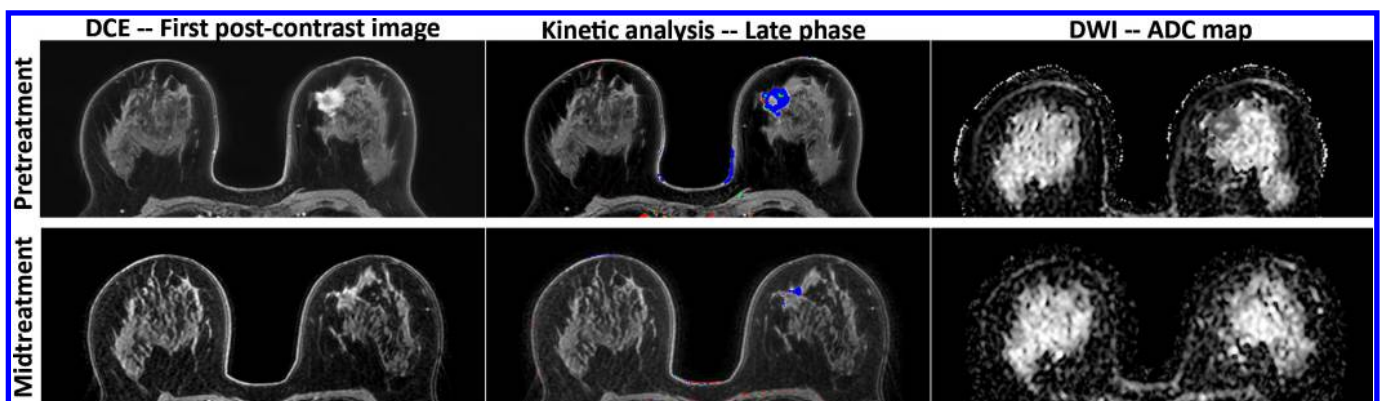 DCE -- First post-contrast image
Kinetic analysis -- Late phase
DWI -- ADC map
Pretreatment
Midtreatment